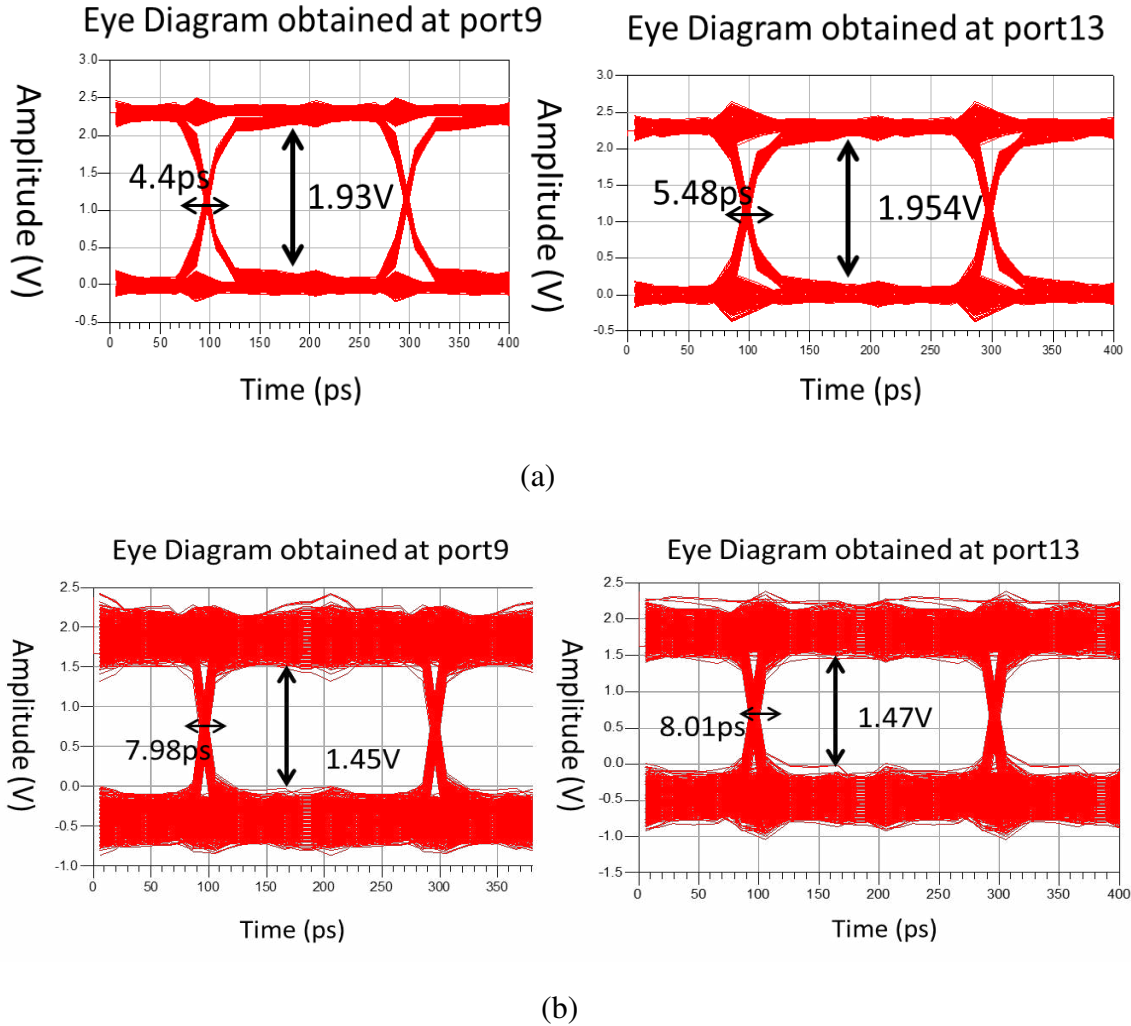 Eye Diagram obtained at port9
Amplitude (V)
3.0
2.5
2.0
1.5
1.0
0.5
0.0
-0.5
4.4ps
1.93V
0 50 100 150 200 250 300 350 400
Time (ps)
Eye Diagram obtained at port13
Amplitude (V)
3.0
2.5
2.0
1.5
1.0
0.5
0.0
-0.5
5.48ps
1.954V
0 50 100 150 200 250 300 350 400
Time (ps)
(a)
Eye Diagram obtained at port9
Amplitude (V)
2.5
2.0
1.5
1.0
0.5
0.0
-0.5
-1.0
7.98ps
1.45V
0 50 100 150 200 250 300 350
Time (ps)
Eye Diagram obtained at port13
Amplitude (V)
2.5
2.0
1.5
1.0
0.5
0.0
-0.5
-1.0
-1.5
8.01ps
1.47V
0 50 100 150 200 250 300 350 400
Time (ps)
(b)